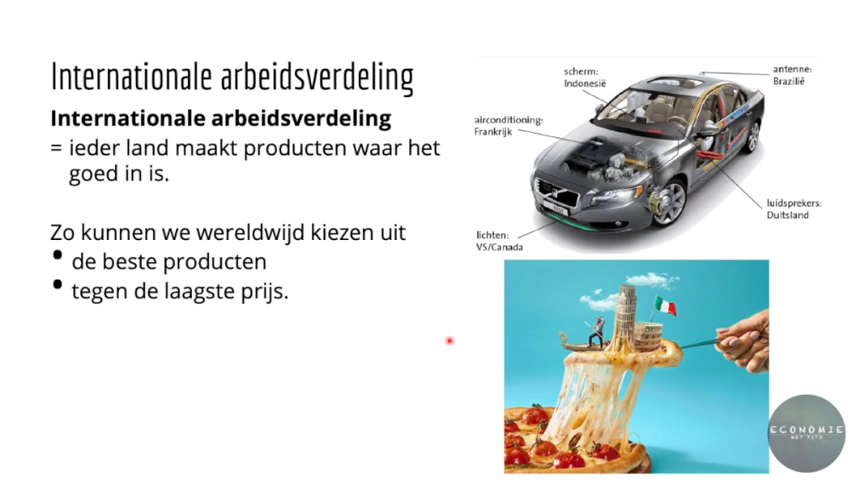 Internationale arbeidsverdeling
Internationale arbeidsverdeling
= ieder land maakt producten waar het
goed in is.
Zo kunnen we wereldwijd kiezen uit
• de beste producten
• tegen de laagste prijs.
scherm:
Indonesië
antenne:
Brazilië
airconditioning:
Frankrijk
luidsprekers:
Duitsland
lichten:
VS/Canada
ECONOMIE